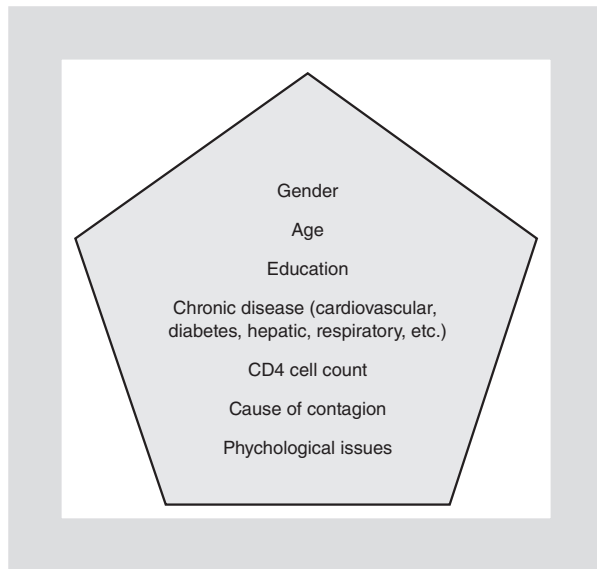 Gender
Age
Education
Chronic disease (cardiovascular,
diabetes, hepatic, respiratory, etc.)
CD4 cell count
Cause of contagion
Phychological issues